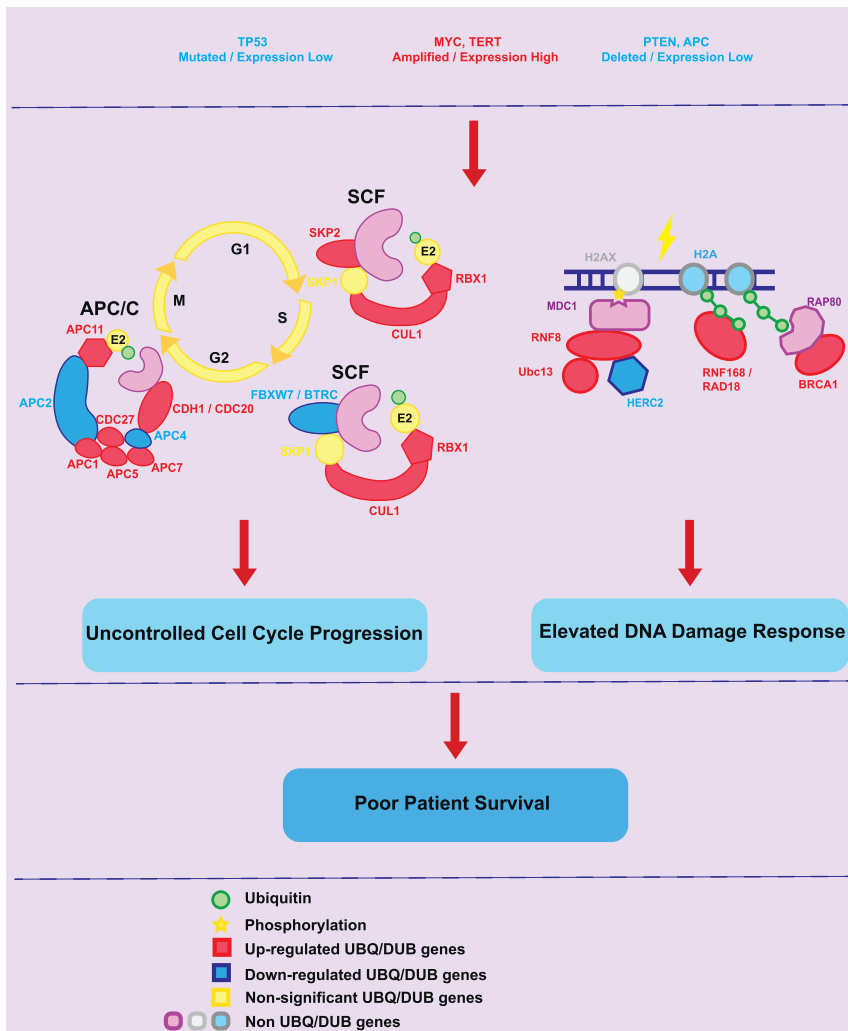 TP53
Mutated / Expression Low
MYC, TERT
Amplified / Expression High
PTEN, APC
Deleted / Expression Low
SCF
SKP2
E2
SKP1
RBX1
CUL1
G1
S
G2
M
APC/C
APC11
E2
APC2
CDH1 / CDC20
CDC27
APC4
APC1
APC5
APC7
SCF
FBXW7 / BTRC
E2
SKP1
RBX1
CUL1
H2AX
H2A
MDC1
RAP80
RNF8
Ubc13
HERC2
RNF168 /
RAD18
BRCA1
Uncontrolled Cell Cycle Progression
Elevated DNA Damage Response
Poor Patient Survival
Ubiquitin
Phosphorylation
Up-regulated UBQ/DUB genes
Down-regulated UBQ/DUB genes
Non-significant UBQ/DUB genes
Non UBQ/DUB genes